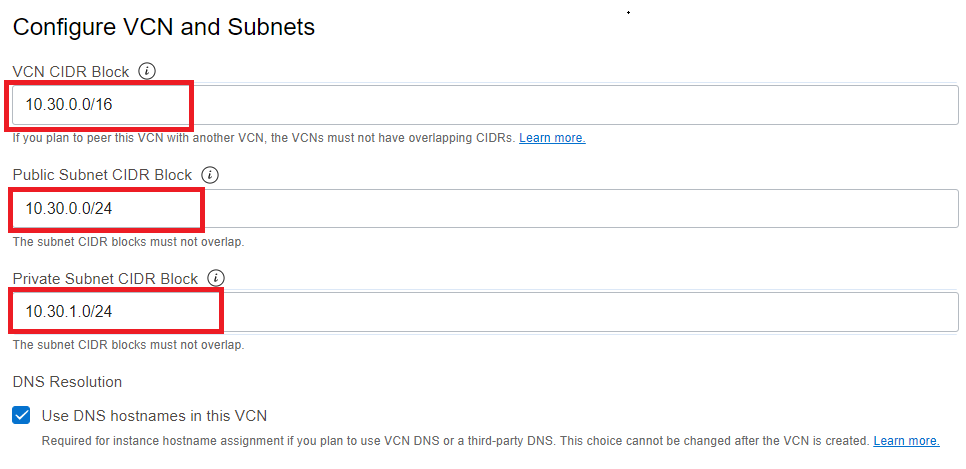 Configure VCN and Subnets
VCN CIDR Block
10.30.0.0/16
If you plan to peer this VCN with another VCN, the VCNs must not have overlapping CIDRs. Learn more.
Public Subnet CIDR Block
10.30.0.0/24
The subnet CIDR blocks must not overlap.
Private Subnet CIDR Block
10.30.1.0/24
The subnet CIDR blocks must not overlap.
DNS Resolution
Use DNS hostnames in this VCN
Required for instance hostname assignment if you plan to use VCN DNS or a third-party DNS. This choice cannot be changed after the VCN is created. Learn more.